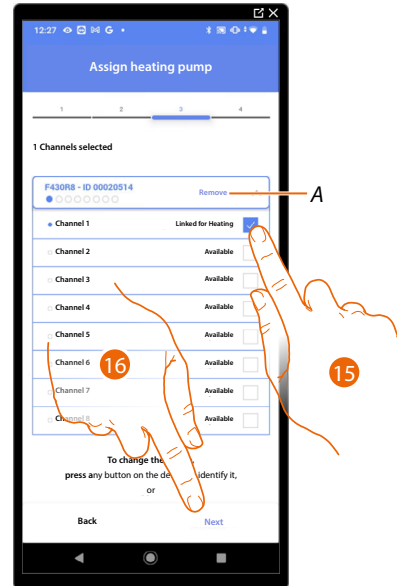 12:27 G
Assign heating pump
1 2 3 4
1 Channels selected
F430R8 - ID 00020514
Remove
A
Channel 1 Linked for Heating
Channel 2 Available
Channel 3 Available
Channel 4 Available
Channel 5 Available
Channel 6 Available
Channel 7 Available
Channel 8 Available
16
15
To change the
press any button on the de identify it,
or
Back Next